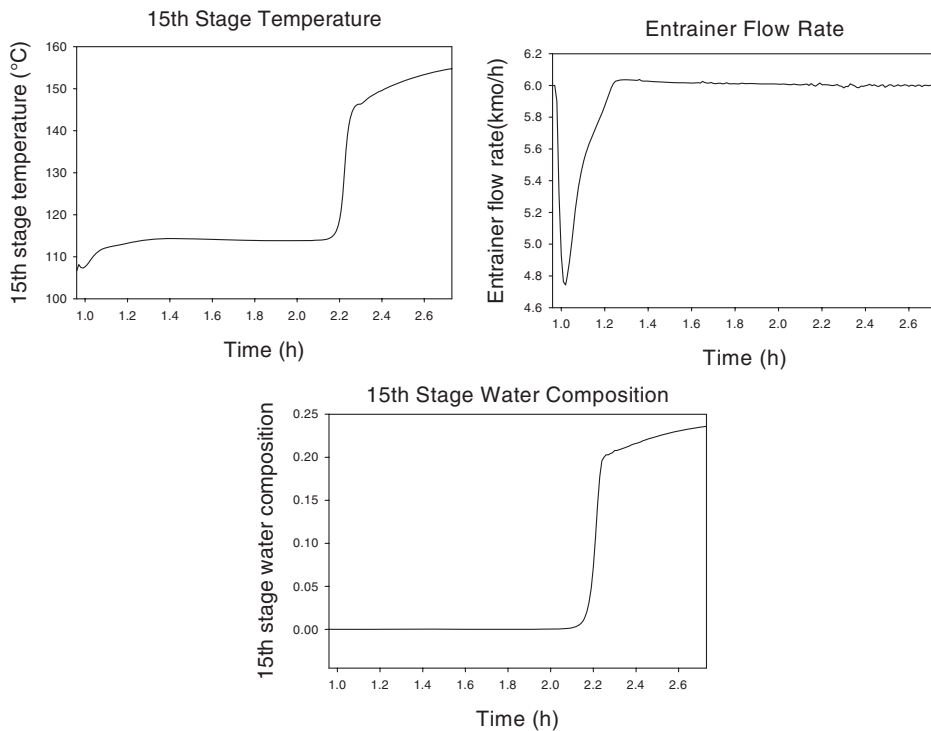 15th Stage Temperature
15th stage temperature (°C)
160
150
140
130
120
110
100
1.0 1.2 1.4 1.6 1.8 2.0 2.2 2.4 2.6
Time (h)
Entrainer Flow Rate
Entrainer flow rate(kmo/h)
6.2
6.0
5.8
5.6
5.4
5.2
5.0
4.8
4.6
1.0 1.2 1.4 1.6 1.8 2.0 2.2 2.4 2.6
Time (h)
15th Stage Water Composition
15th stage water composition
0.25
0.20
0.15
0.10
0.05
0.00
1.0 1.2 1.4 1.6 1.8 2.0 2.2 2.4 2.6
Time (h)